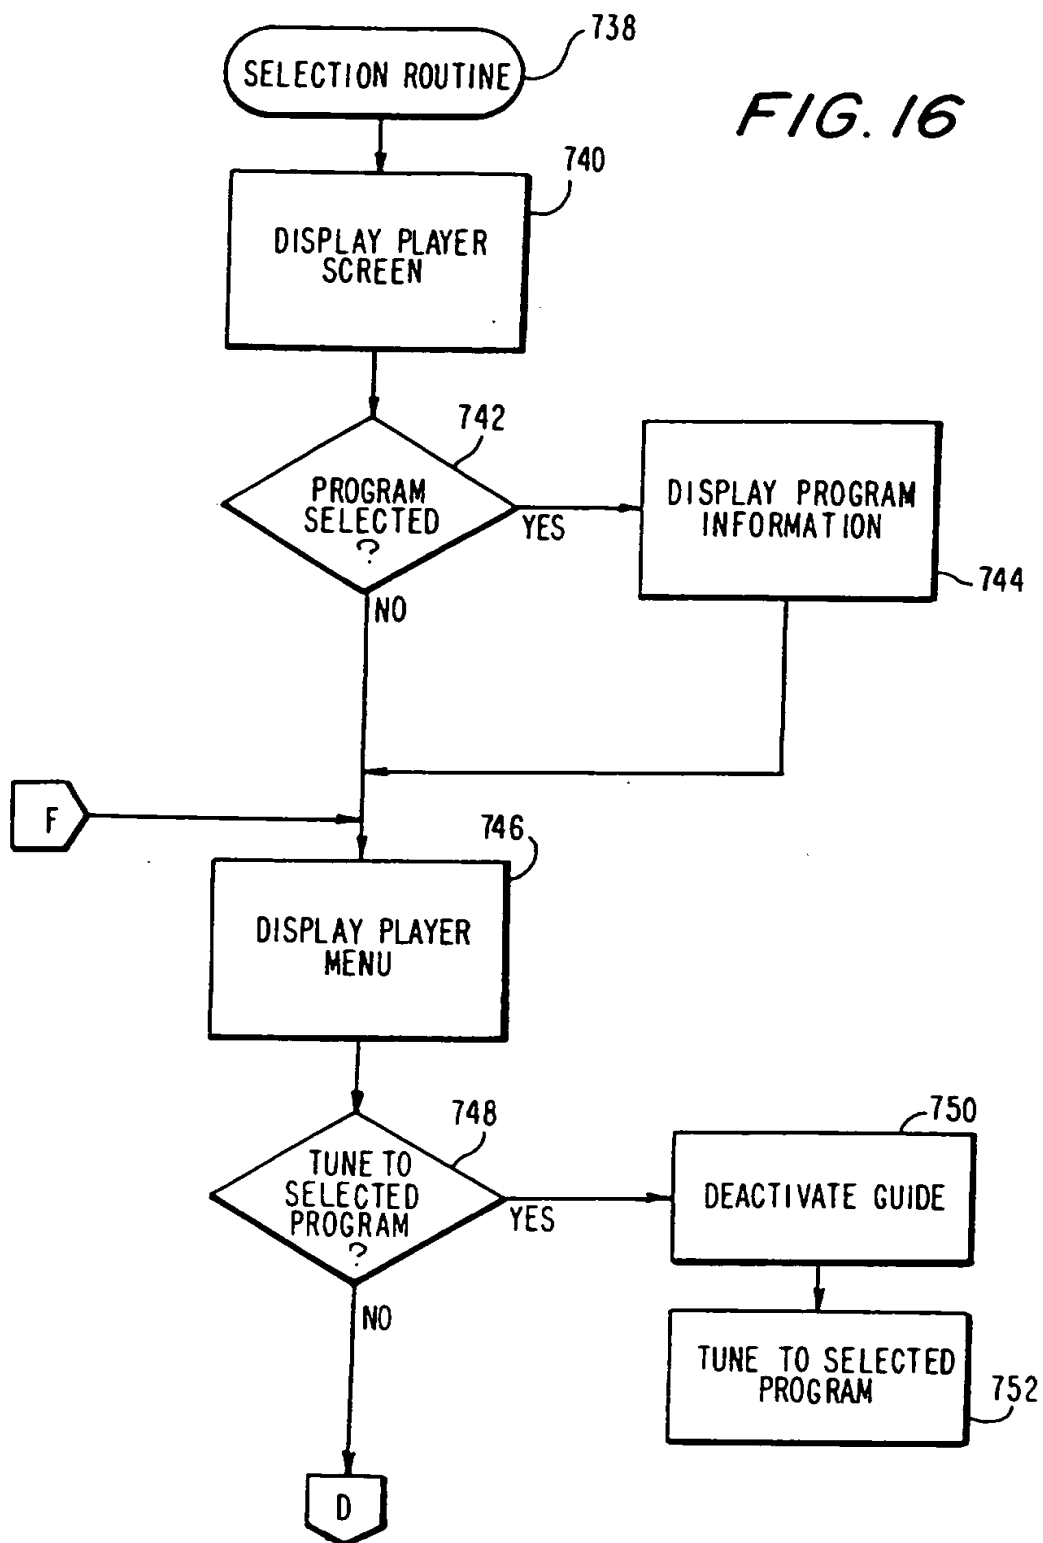 738
SELECTION ROUTINE
FIG. 16
740
DISPLAY PLAYER
SCREEN
742
PROGRAM
SELECTED
?
YES
DISPLAY PROGRAM
INFORMATION
744
NO
F
746
DISPLAY PLAYER
MENU
748
TUNE TO
SELECTED
PROGRAM
?
YES
750
DEACTIVATE GUIDE
NO
TUNE TO SELECTED
PROGRAM
752
D